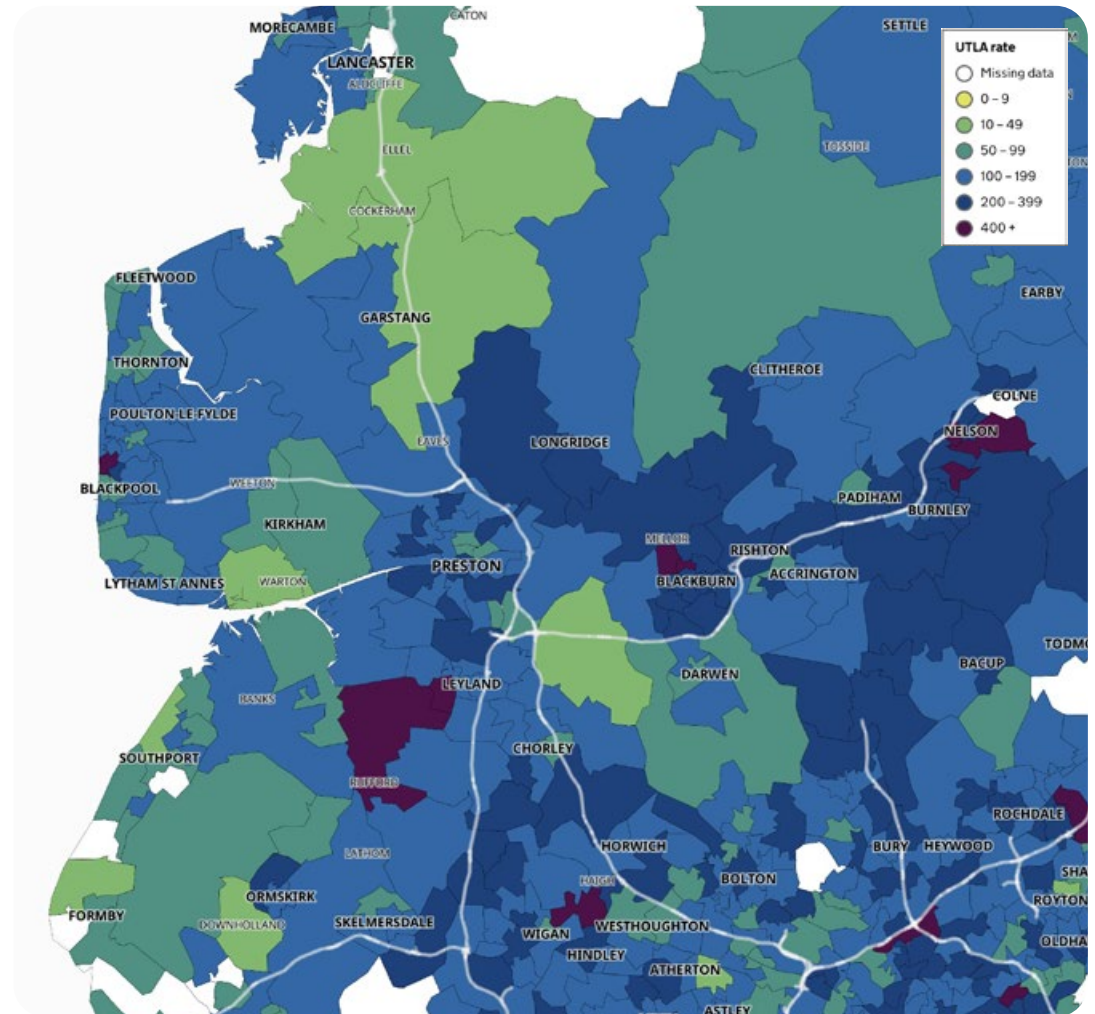 CATON
MORECAMBE
SETTLE
LANCASTER
ALDCLIFFE
UTLA rate
Missing data
0 – 9
10 – 49
50 – 99
100 – 199
200 – 399
400 +
ELLEL
TOSSIDE
COCKERHAM
FLEETWOOD
EARBY
GARSTANG
THORNTON
CLITHEROE
COLNE
POULTON-LE-FYLDE
NELSON
EAVES
LONGRIDGE
BLACKPOOL
WEETON
PADIHAM
BURNLEY
KIRKHAM
MELLOR
RISHTON
PRESTON
ACCRINGTON
LYTHAM ST ANNES
WARTON
BLACKBURN
TODMO
BACUP
DARWEN
LEYLAND
BANKS
CHORLEY
SOUTHPORT
RUFFORD
ROCHDALE
HORWICH
BURY
HEYWOOD
LATHOM
HAIGH
BOLTON
SHA
ORMSKIRK
ROYTON
FORMBY
DOWNHOLLAND
SKELMERSDALE
WIGAN
WESTHOUGHTON
OLDHA
HINDLEY
ATHERTON
ASTLEY